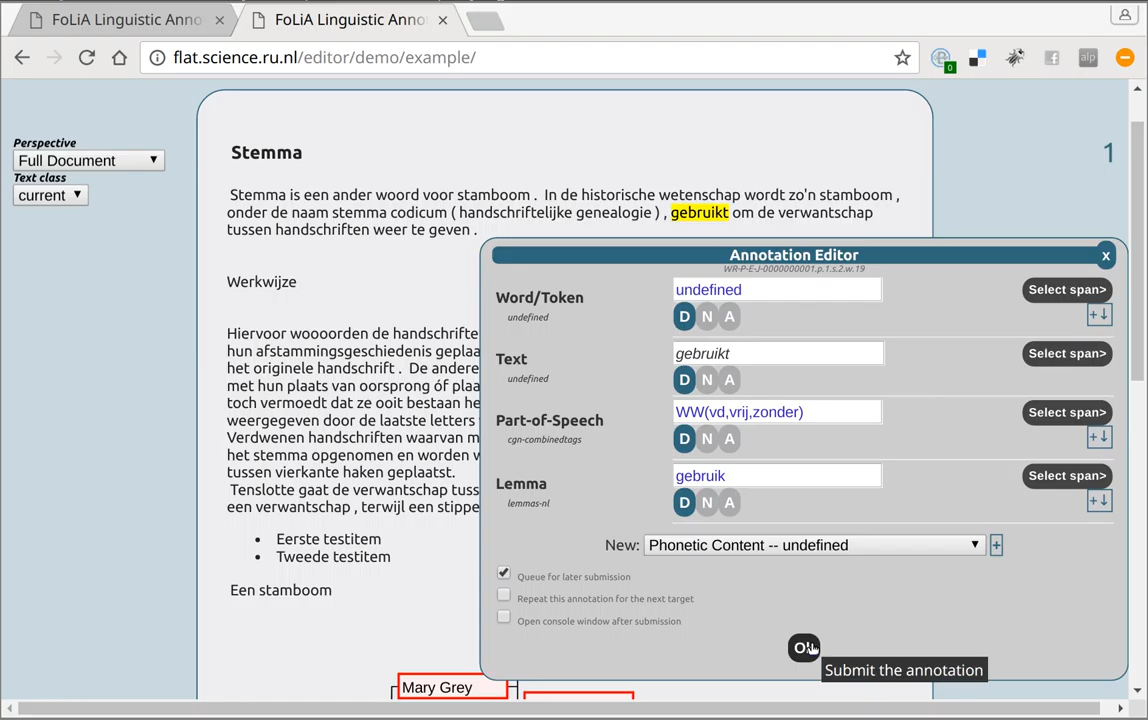 FoLiA Linguistic Anno
FoLiA Linguistic Anno
flat.science.ru.nl/editor/demo/example/
0
alp
Perspective
Full Document
Text class
current
1
Stemma
Stemma is een ander woord voor stamboom . In de historische wetenschap wordt zo'n stamboom ,
onder de naam stemma codicum ( handschriftelijke genealogie ) , gebruikt om de verwantschap
tussen handschriften weer te geven .
Werkwijze
Hiervoor woooorden de handschrifte
hun afstammingsgeschiedenis geplaa
het originele handschrift . De andere
met hun plaats van oorsprong óf plaa
toch vermoedt dat ze ooit bestaan he
weergegeven door de laatste letters
Verdwenen handschriften waarvan m
het stemma opgenomen en worden v
tussen vierkante haken geplaatst.
Tenslotte gaat de verwantschap tuss
een verwantschap , terwijl een stippe
• Eerste testitem
• Tweede testitem
Een stamboom
Mary Grey
Annotation Editor
x
WR-P-E-J-0000000001.p.1.s.2.w.19
Word/Token
undefined
undefined
D N A
Select span>
+↓
Text
undefined
gebruikt
D N A
Select span>
Part-of-Speech
cgn-combinedtags
WW(vd,vrij,zonder)
D N A
Select span>
+↓
Lemma
lemmas-nl
gebruik
D N A
Select span>
+↓
New: Phonetic Content -- undefined +
Queue for later submission
Repeat this annotation for the next target
Open console window after submission
Submit the annotation